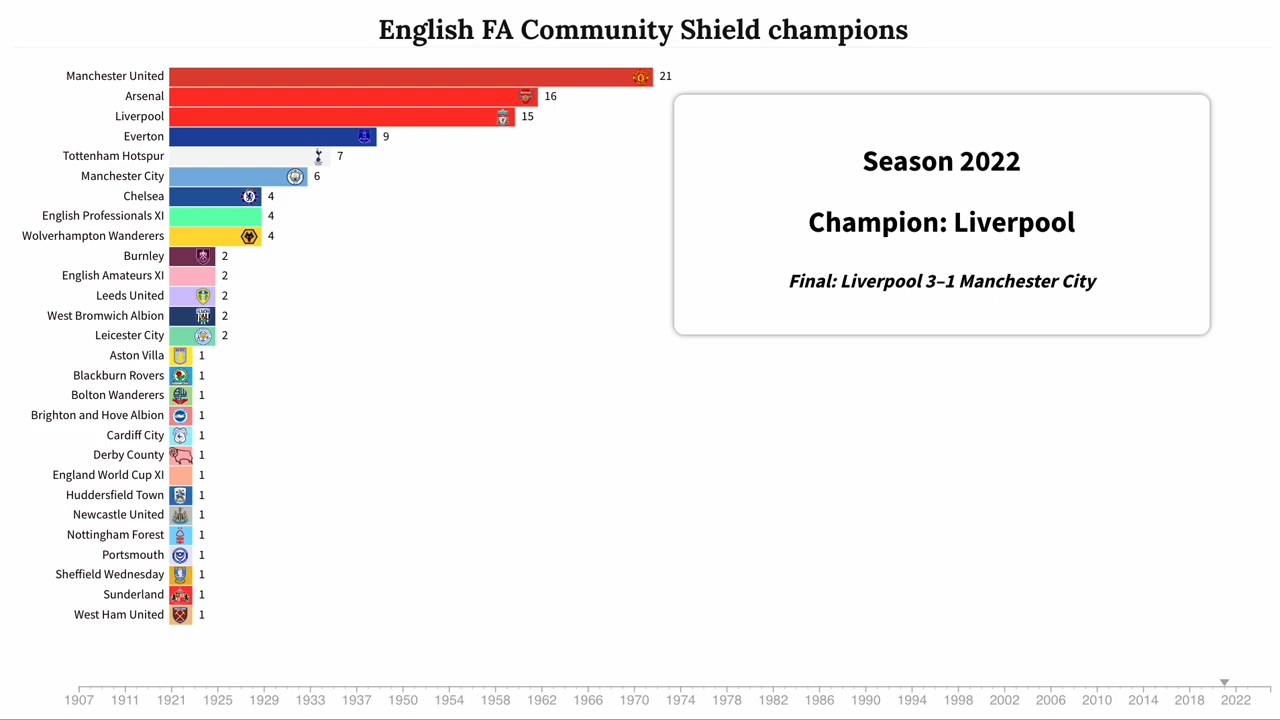 English FA Community Shield champions
Manchester United 21
Arsenal 16
Liverpool 15
Everton 9
Tottenham Hotspur 7
Manchester City 6
Chelsea 4
English Professionals XI 4
Wolverhampton Wanderers 4
Burnley 2
English Amateurs XI 2
Leeds United 2
West Bromwich Albion 2
Leicester City 2
Aston Villa 1
Blackburn Rovers 1
Bolton Wanderers 1
Brighton and Hove Albion 1
Cardiff City 1
Derby County 1
England World Cup XI 1
Huddersfield Town 1
Newcastle United 1
Nottingham Forest 1
Portsmouth 1
Sheffield Wednesday 1
Sunderland 1
West Ham United 1
Season 2022
Champion: Liverpool
Final: Liverpool 3–1 Manchester City
1907 1911 1921 1925 1929 1933 1937 1950 1954 1958 1962 1966 1970 1974 1978 1982 1986 1990 1994 1998 2002 2006 2010 2014 2018 2022